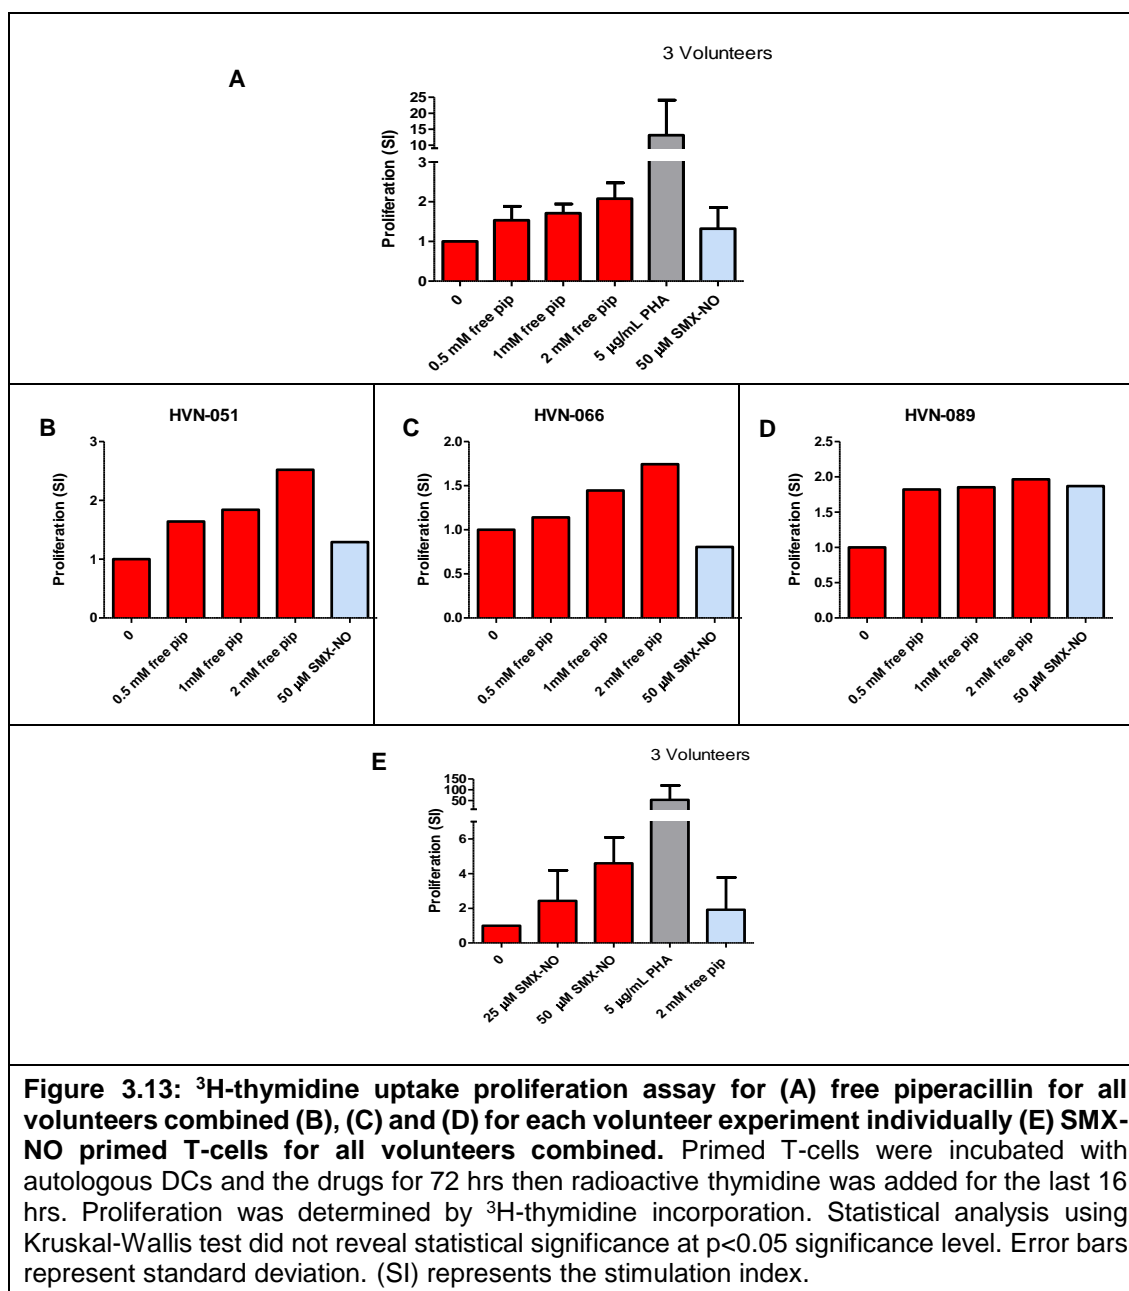 3 Volunteers
A
25
20
15
10
3
2
1
0
Proliferation (SI)
0
0.5 mM free pip
1mM free pip
2 mM free pip
5 µg/mL PHA
50 µM SMX-NO
B
HVN-051
3
2
1
0
Proliferation (SI)
0
0.5 mM free pip
1mM free pip
2 mM free pip
50 µM SMX-NO
C
HVN-066
2.0
1.5
1.0
0.5
0.0
Proliferation (SI)
0
0.5 mM free pip
1mM free pip
2 mM free pip
50 µM SMX-NO
D
HVN-089
2.5
2.0
1.5
1.0
0.5
0.0
Proliferation (SI)
0
0.5 mM free pip
1mM free pip
2 mM free pip
50 µM SMX-NO
E
3 Volunteers
150
100
50
6
4
2
0
Proliferation (SI)
0
25 µM SMX-NO
50 µM SMX-NO
5 µg/mL PHA
2 mM free pip
Figure 3.13: ³H-thymidine uptake proliferation assay for (A) free piperacillin for all
volunteers combined (B), (C) and (D) for each volunteer experiment individually (E) SMX-
NO primed T-cells for all volunteers combined. Primed T-cells were incubated with
autologous DCs and the drugs for 72 hrs then radioactive thymidine was added for the last 16
hrs. Proliferation was determined by ³H-thymidine incorporation. Statistical analysis using
Kruskal-Wallis test did not reveal statistical significance at p<0.05 significance level. Error bars
represent standard deviation. (SI) represents the stimulation index.